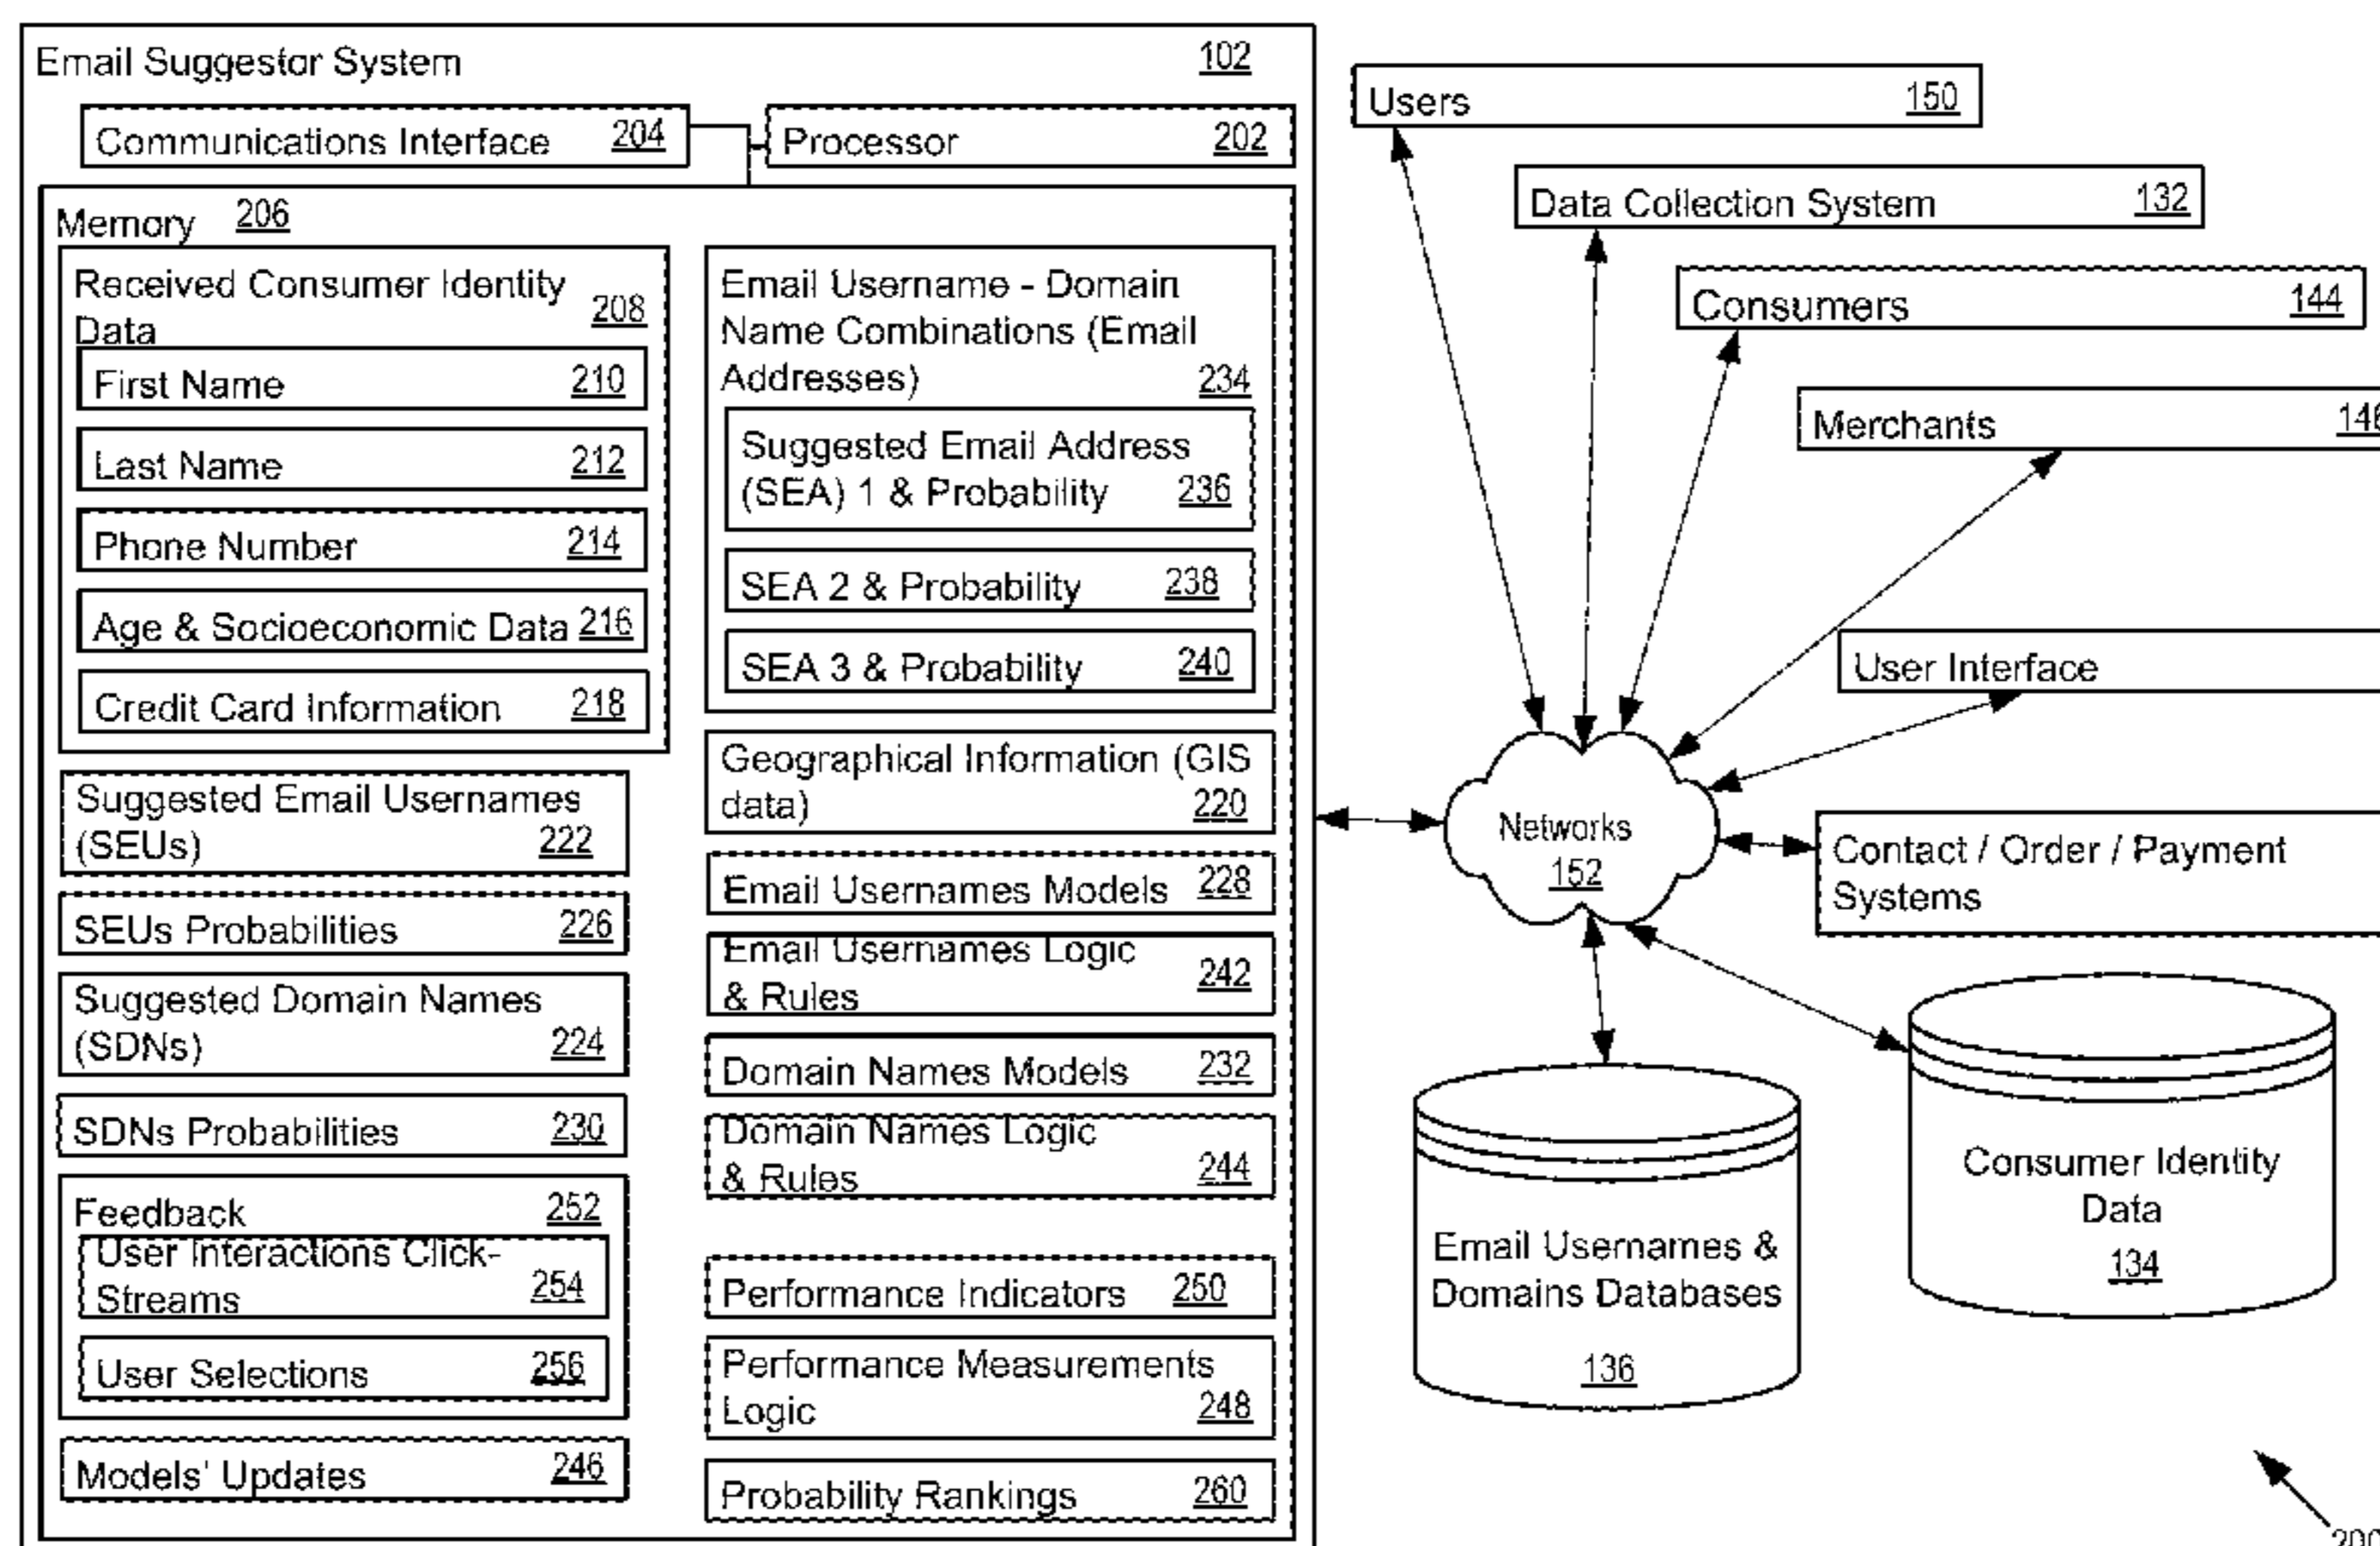 Email Suggestor System 102
Communications Interface 204
Processor 202
Memory 206
Received Consumer Identity
Data 208
First Name 210
Last Name 212
Phone Number 214
Age & Socioeconomic Data 216
Credit Card Information 218
Suggested Email Usernames
(SEUs) 222
SEUs Probabilities 226
Suggested Domain Names
(SDNs) 224
SDNs Probabilities 230
Feedback 252
User Interactions Click-
Streams 254
User Selections 256
Models' Updates 246
Email Username - Domain
Name Combinations (Email
Addresses) 234
Suggested Email Address
(SEA) 1 & Probability 236
SEA 2 & Probability 238
SEA 3 & Probability 240
Geographical Information (GIS
data) 220
Email Usernames Models 228
Email Usernames Logic
& Rules 242
Domain Names Models 232
Domain Names Logic
& Rules 244
Performance Indicators 250
Performance Measurements
Logic 248
Probability Rankings 260
Users 150
Data Collection System 132
Consumers 144
Merchants
User Interface
Networks
152
Contact / Order / Payment
Systems
Email Usernames &
Domains Databases
136
Consumer Identity
Data
134